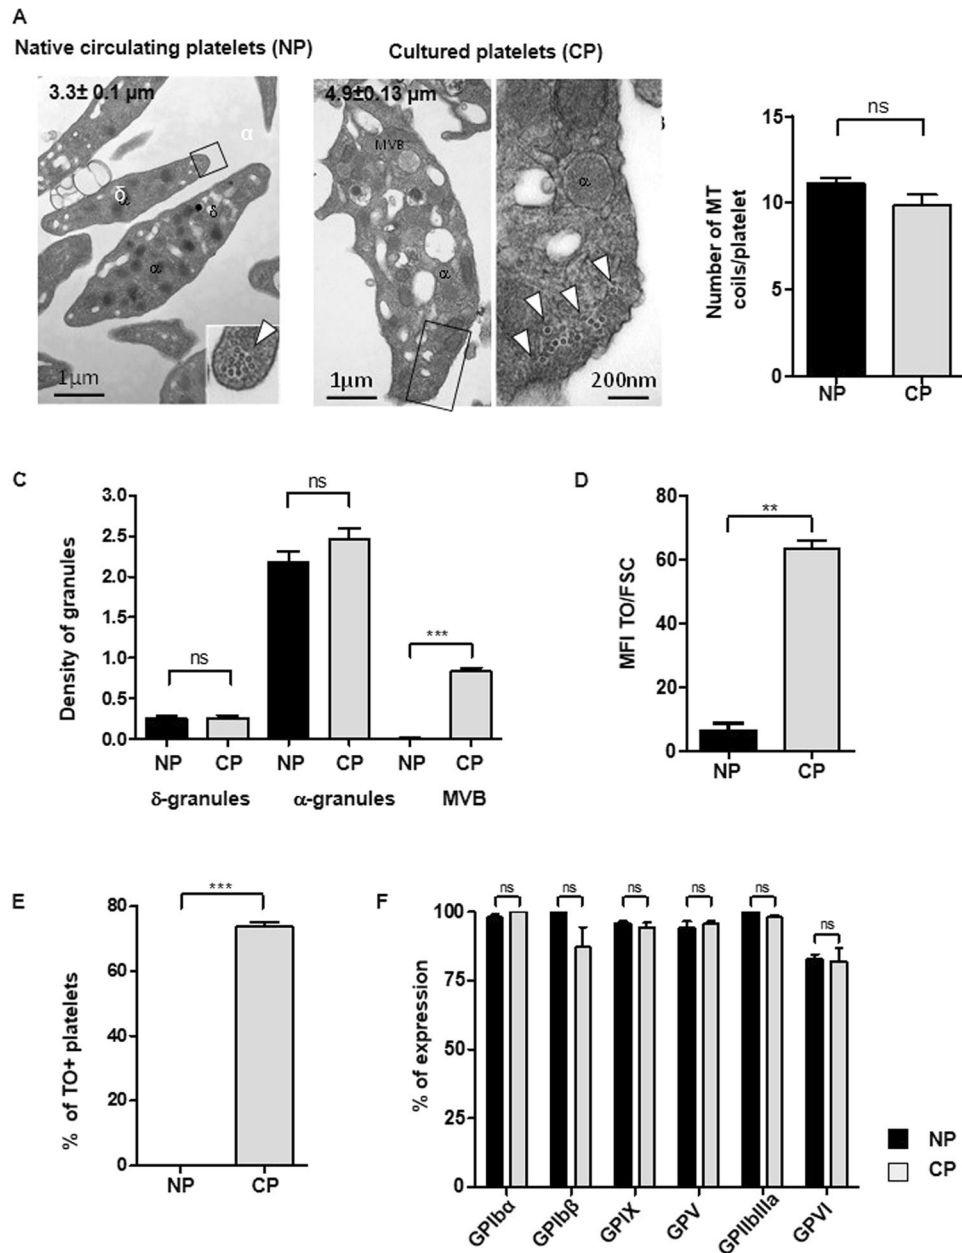 A
Native circulating platelets (NP)
Cultured platelets (CP)
3.3± 0.1 µm
α
δ
α
δ
α
1µm
4.9±0.13 µm
MVB
α
1µm
α
200nm
ns
15
10
5
0
Number of MT
coils/platelet
NP CP
C
Density of granules
3.0
2.5
2.0
1.5
1.0
0.5
0.0
ns
ns
***
NP CP NP CP NP CP
δ-granules α-granules MVB
D
MFI TO/FSC
80
60
40
20
0
**
NP CP
E
% of TO+ platelets
80
60
40
20
0
***
NP CP
F
% of expression
100
75
50
25
0
ns ns ns ns ns ns
GPIbα GPIbβ GPIX GPV GPIIbIIIa GPVI
NP
CP